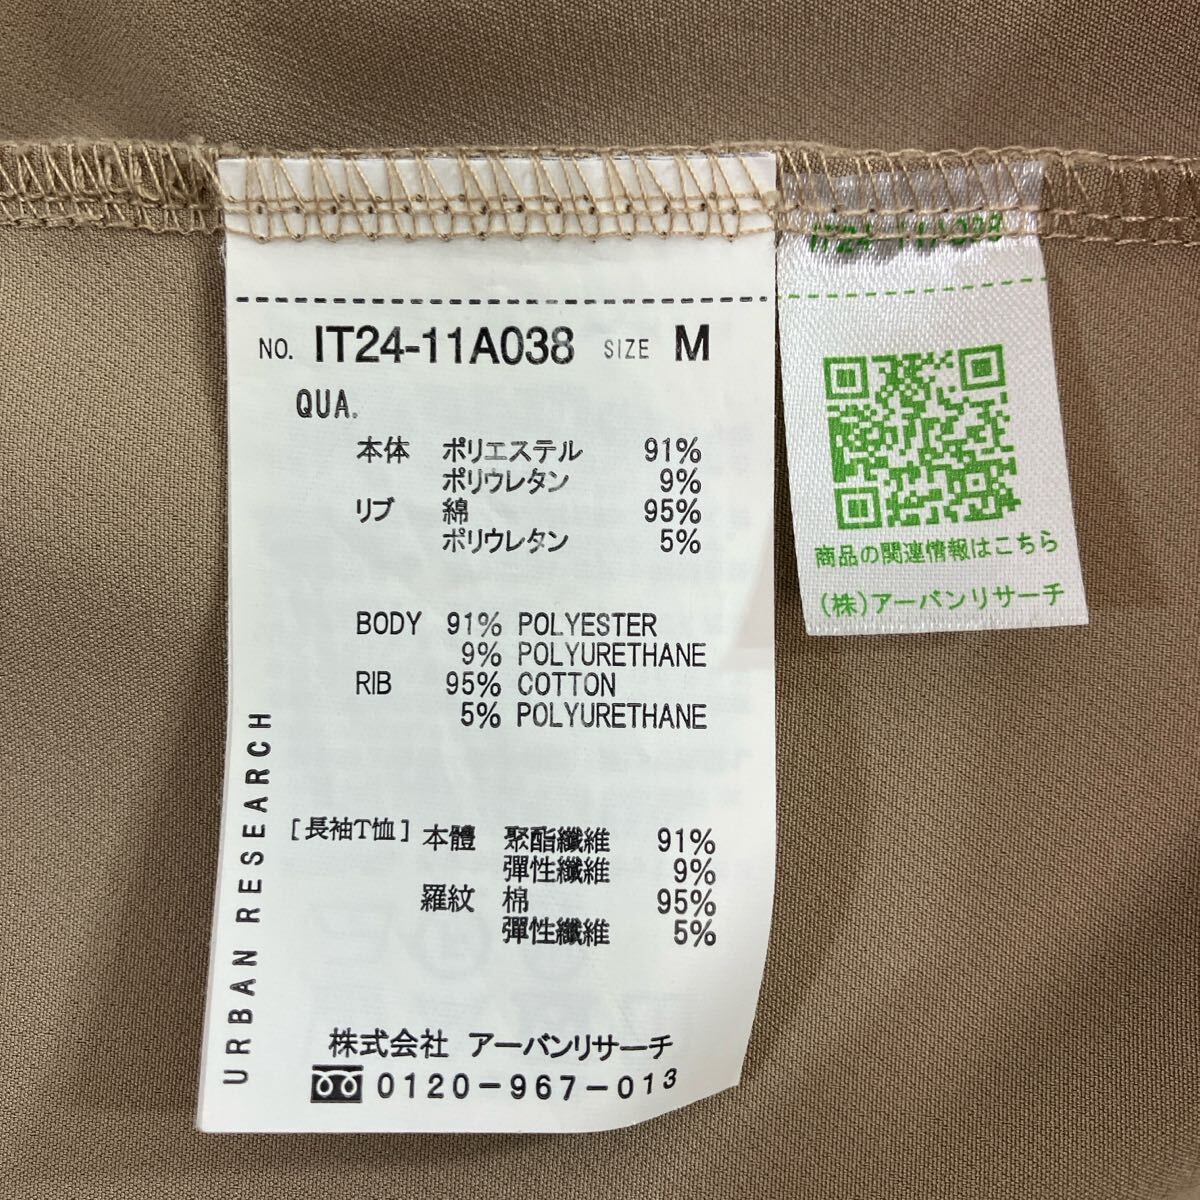 NO. IT24-11A038 SIZE M
QUA.
本体 ポリエステル 91%
ポリウレタン 9%
リブ 綿 95%
ポリウレタン 5%
BODY 91% POLYESTER
9% POLYURETHANE
RIB 95% COTTON
5% POLYURETHANE
[長袖T恤] 本體 聚酯纖維 91%
彈性纖維 9%
羅紋 棉 95%
彈性纖維 5%
URBAN RESEARCH
株式会社 アーバンリサーチ
0120-967-013
IT24-11A038
商品の関連情報はこちら
(株)アーバンリサーチ